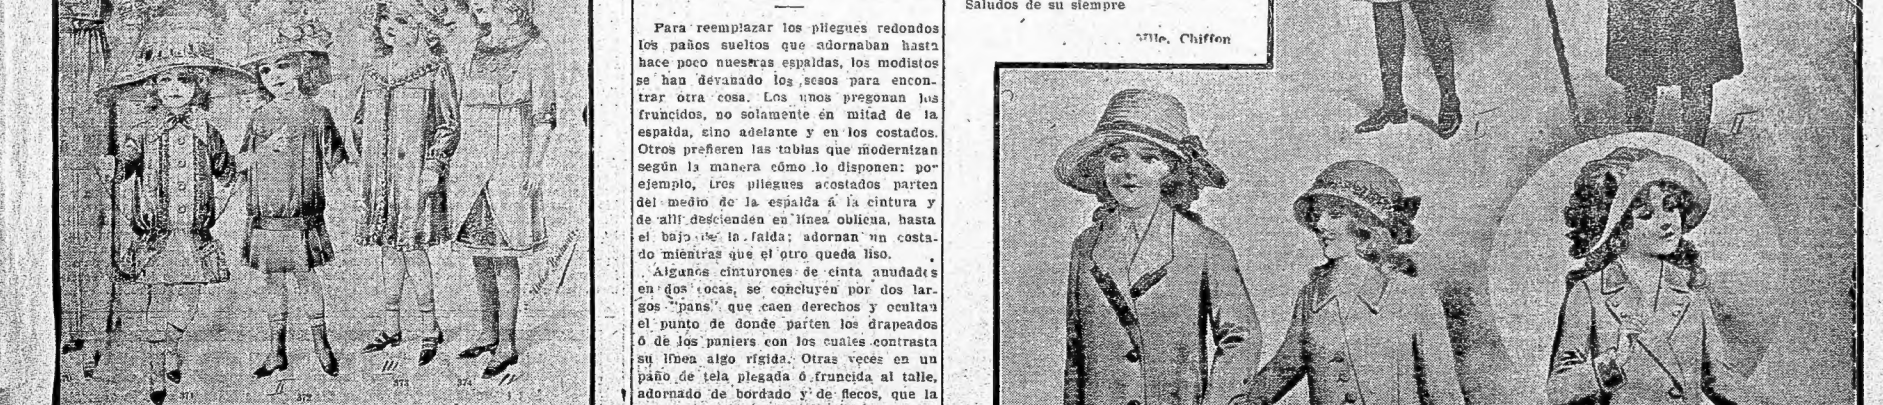 Para reemplazar los pliegues redondos
los paños sueltos que adornaban hasta
hace poco nuestras espaldas, los modistos
se han devanado los sesos para encon-
trar otra cosa. Los unos pregonan los
fruncidos, no solamente en mitad de la
espalda, sino adelante y en los costados.
Otros prefieren las tablas que modernizan
según la manera cómo lo disponen: por
ejemplo, tres pliegues acostados parten
del medio de la espalda á la cintura y
de allí descienden en línea oblicua, hasta
el bajo de la falda; adornan un costa-
do mientras que el otro queda liso.
Algunos cinturones de cinta anudados
en dos cocas, se concluyen por dos lar-
gos "pans" que caen derechos y ocultan
el punto de donde parten los drapeados
ó de los paniers con los cuales contrasta
su línea algo rígida. Otras veces en un
paño de tela plegada ó fruncida al talle,
adornado de bordado y de flecos, que la
Saludos de su siempre
Mlle. Chiffon
I
II
371
II
372
III
373
374